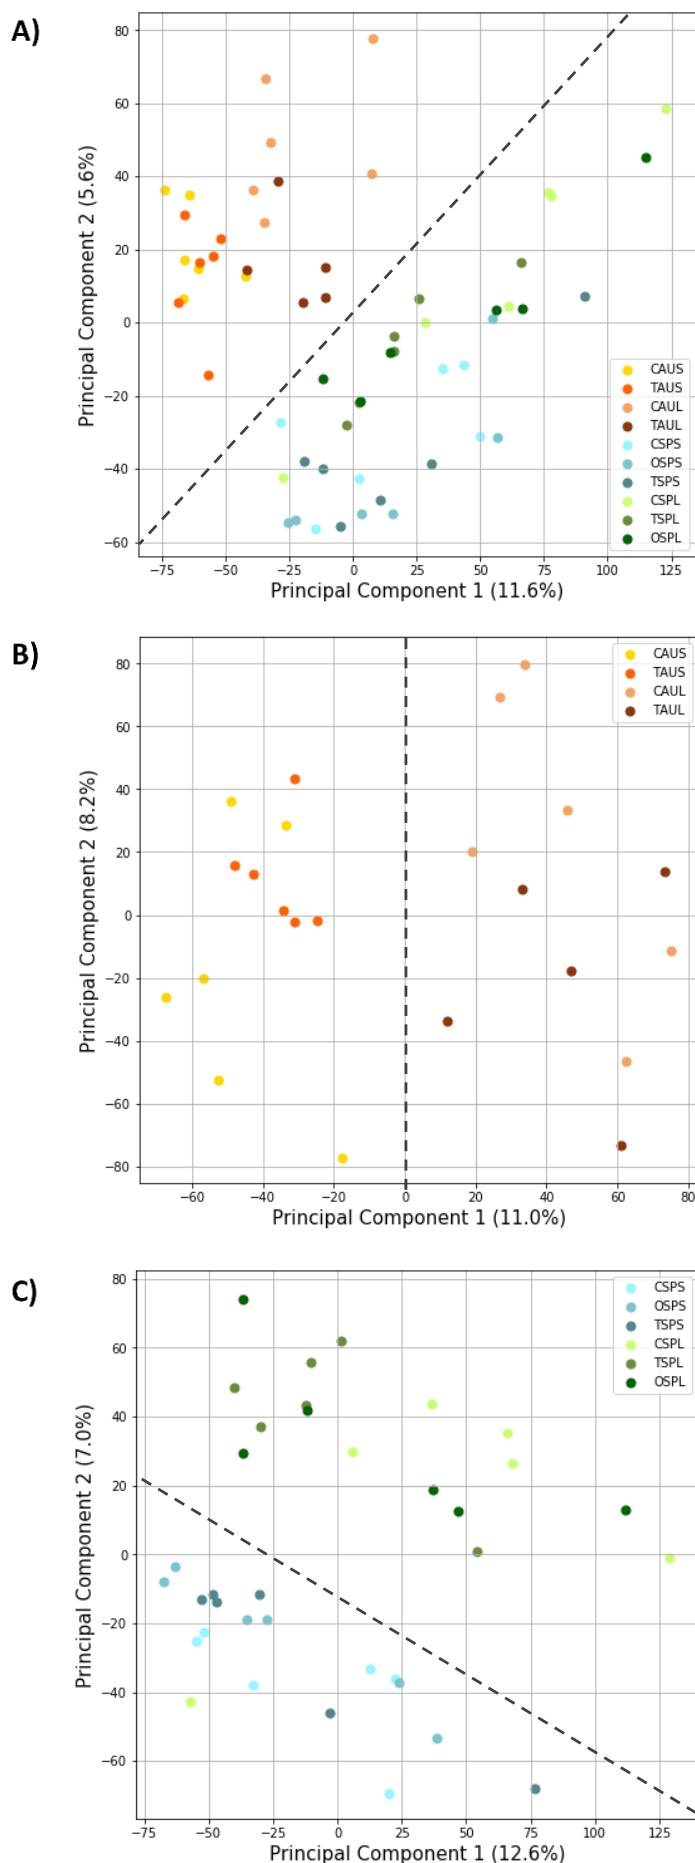 A)
80
60
40
20
0
−20
−40
−60
Principal Component 2 (5.6%)
−75 −50 −25 0 25 50 75 100 125
Principal Component 1 (11.6%)
CAUS
TAUS
CAUL
TAUL
CSPS
OSPS
TSPS
CSPL
TSPL
OSPL
B)
80
60
40
20
0
−20
−40
−60
−80
Principal Component 2 (8.2%)
−60 −40 −20 0 20 40 60 80
Principal Component 1 (11.0%)
CAUS
TAUS
CAUL
TAUL
C)
80
60
40
20
0
−20
−40
−60
Principal Component 2 (7.0%)
−75 −50 −25 0 25 50 75 100 125
Principal Component 1 (12.6%)
CSPS
OSPS
TSPS
CSPL
TSPL
OSPL